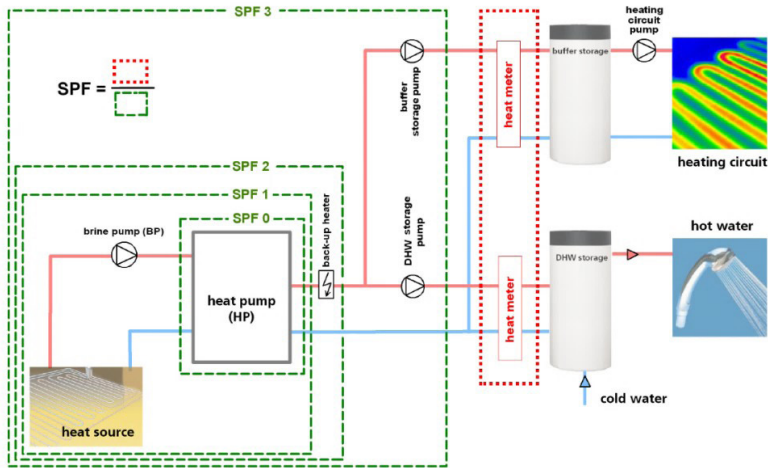 SPF 3
heating
circuit
pump
buffer storage
SPF =
buffer
storage pump
heat meter
heating circuit
SPF 2
SPF 1
SPF 0
brine pump (BP)
back-up heater
DHW storage
pump
hot water
DHW storage
heat pump
(HP)
heat meter
heat source
cold water